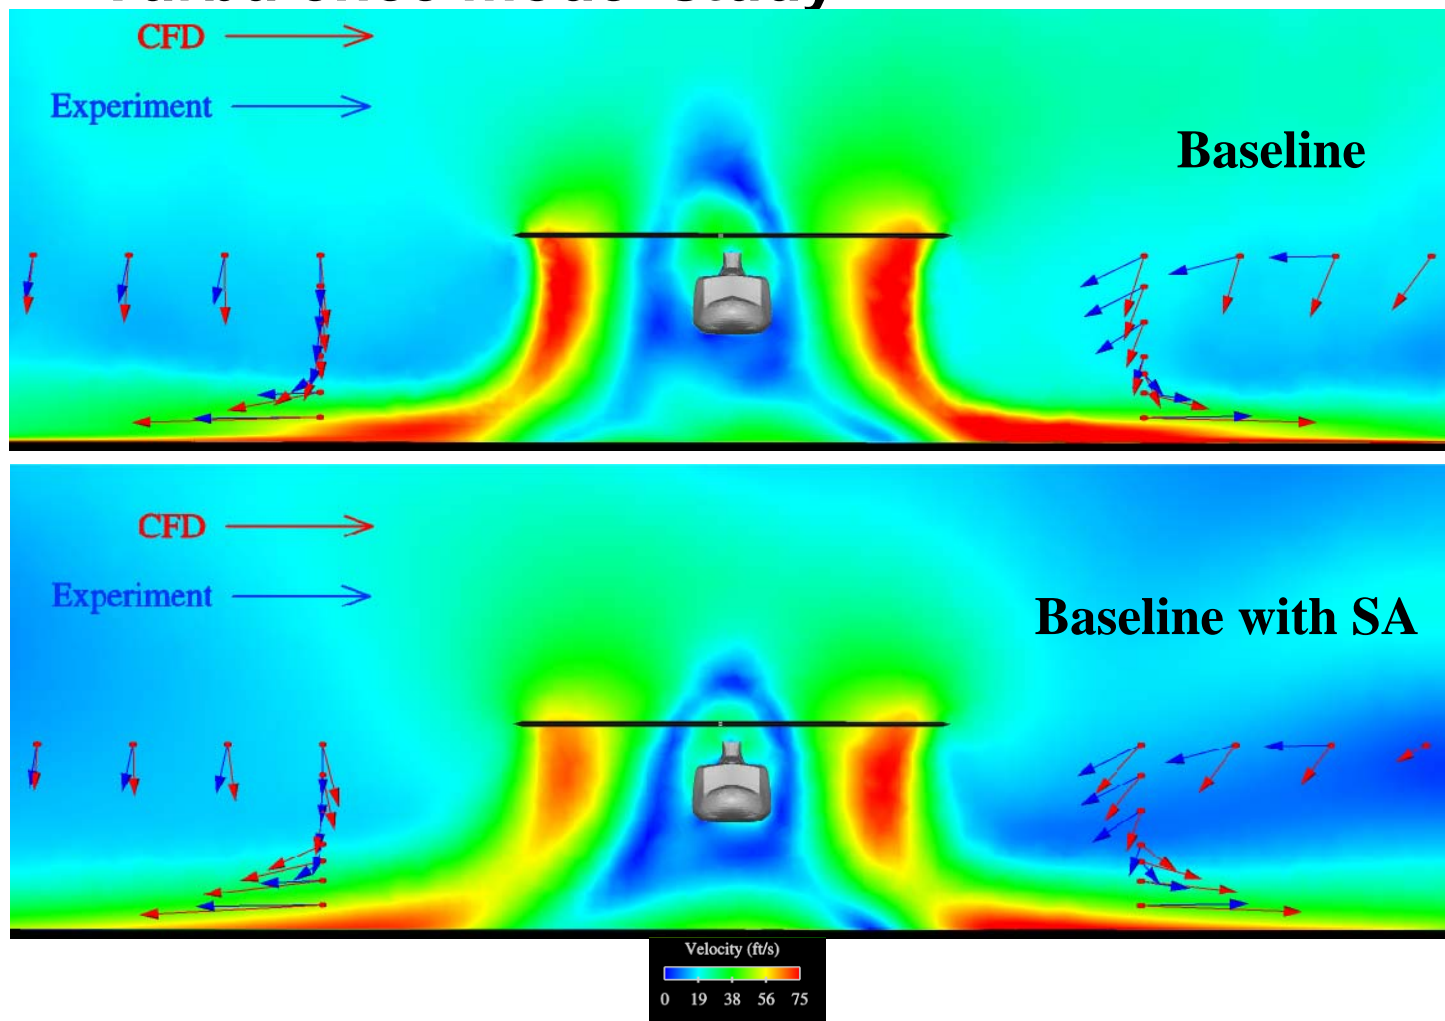 CFD
Experiment
Baseline
CFD
Experiment
Baseline with SA
Velocity (ft/s)
0 19 38 56 75